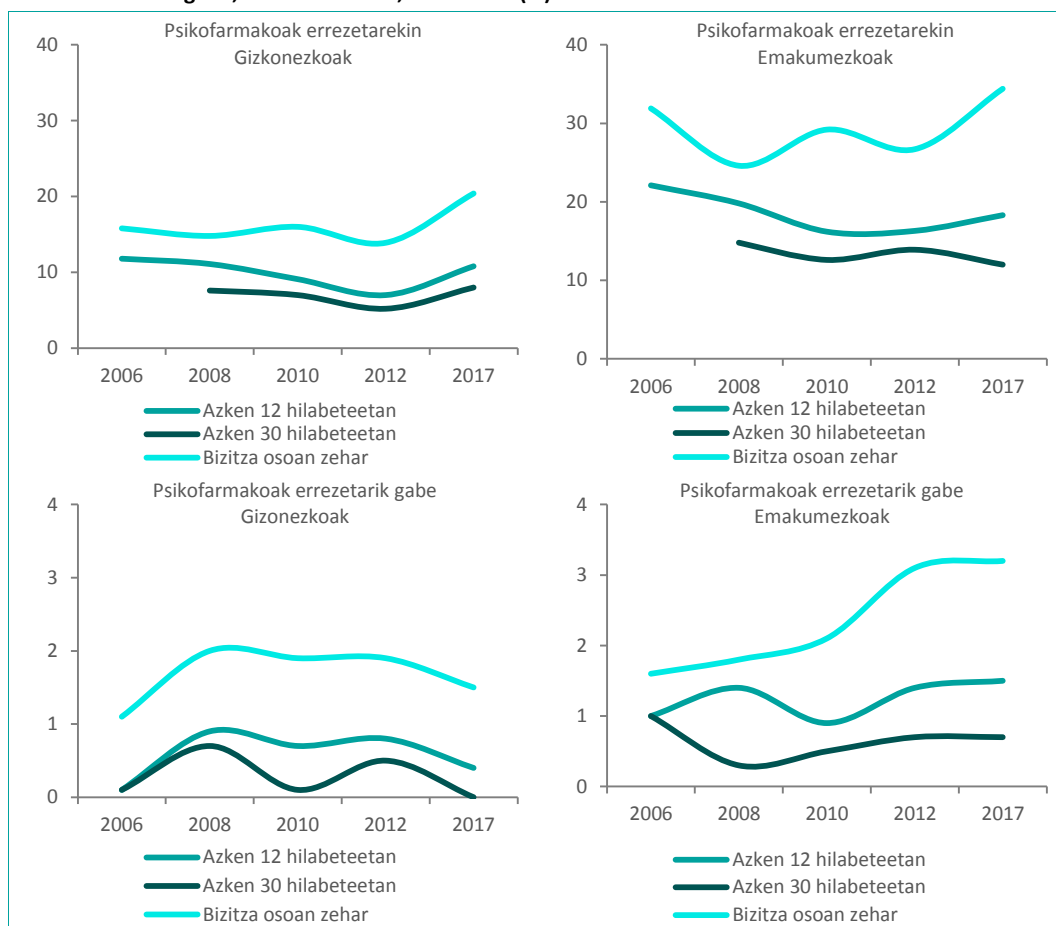 Psikofarmakoak errezetarekin
Gizkonezkoak
40
30
20
10
0
2006 2008 2010 2012 2017
Azken 12 hilabeteetan
Azken 30 hilabeteetan
Bizitza osoan zehar
Psikofarmakoak errezetarekin
Emakumezkoak
40
30
20
10
0
2006 2008 2010 2012 2017
Azken 12 hilabeteetan
Azken 30 hilabeteetan
Bizitza osoan zehar
Psikofarmakoak errezetarik gabe
Gizonezkoak
4
3
2
1
0
2006 2008 2010 2012 2017
Azken 12 hilabeteetan
Azken 30 hilabeteetan
Bizitza osoan zehar
Psikofarmakoak errezetarik gabe
Emakumezkoak
4
3
2
1
0
2006 2008 2010 2012 2017
Azken 12 hilabeteetan
Azken 30 hilabeteetan
Bizitza osoan zehar